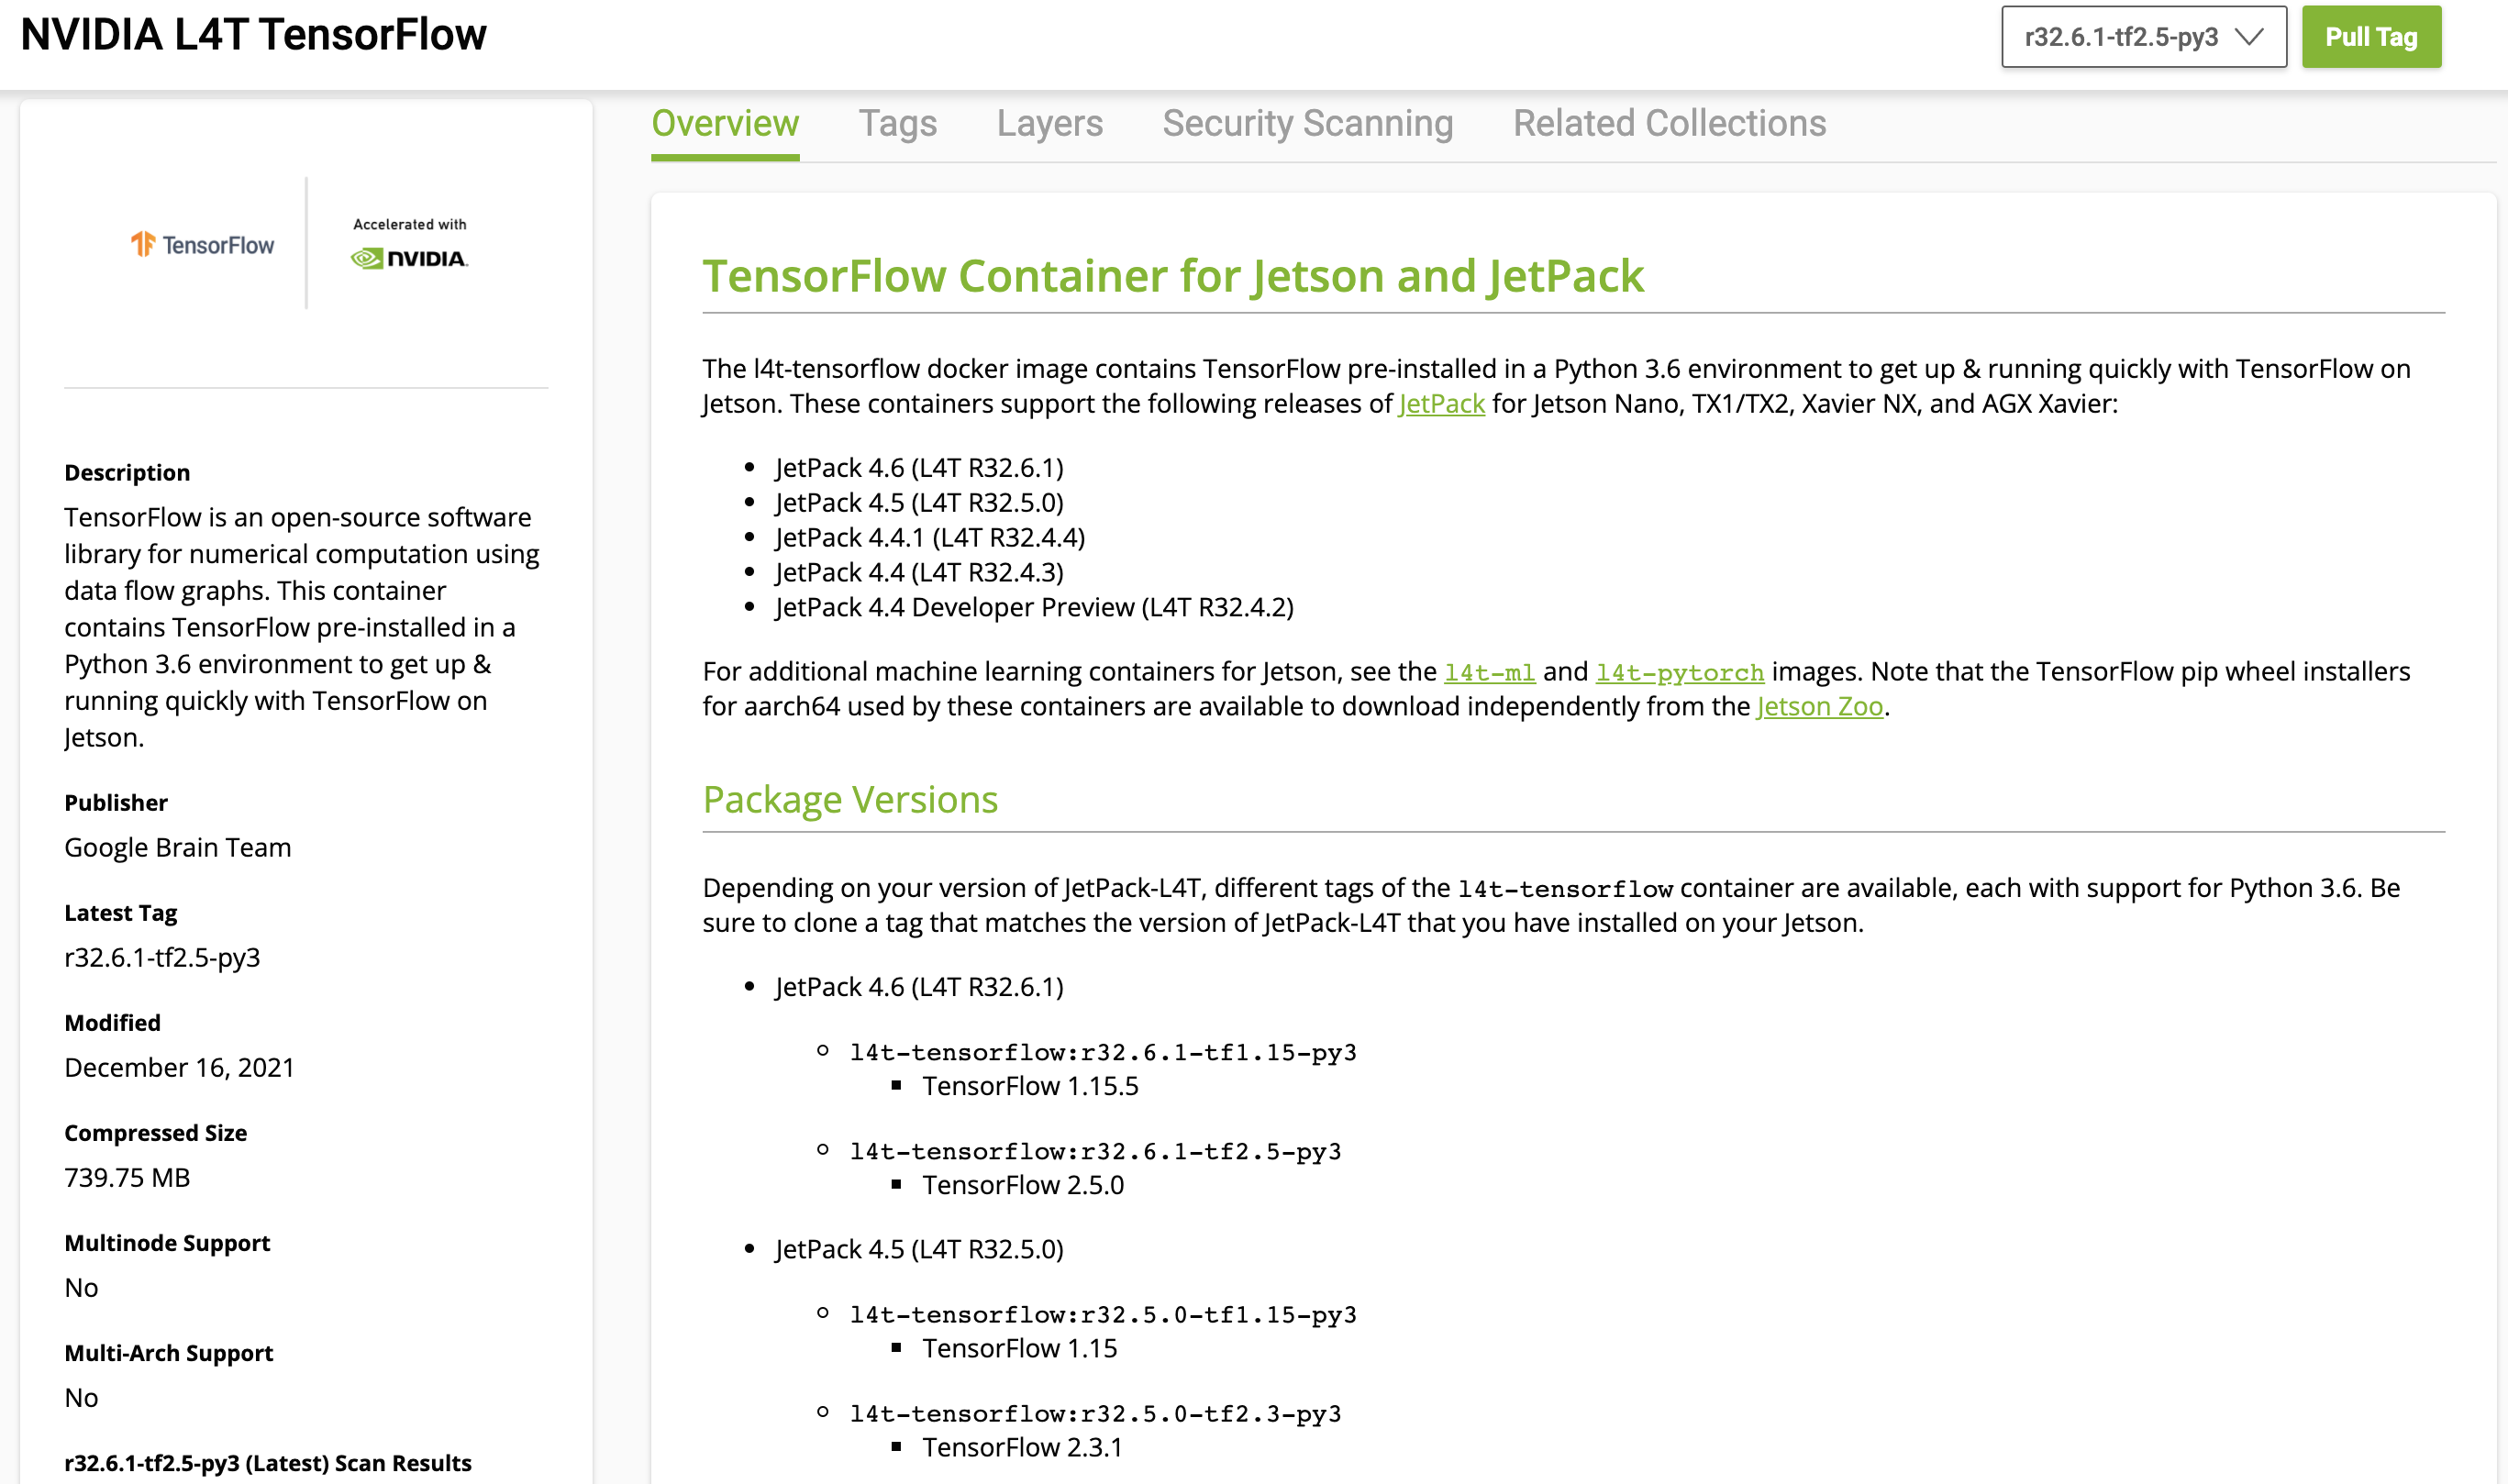 NVIDIA L4T TensorFlow
r32.6.1-tf2.5-py3
Pull Tag
TensorFlow
Accelerated with
NVIDIA.
Description
TensorFlow is an open-source software
library for numerical computation using
data flow graphs. This container
contains TensorFlow pre-installed in a
Python 3.6 environment to get up &
running quickly with TensorFlow on
Jetson.
Publisher
Google Brain Team
Latest Tag
r32.6.1-tf2.5-py3
Modified
December 16, 2021
Compressed Size
739.75 MB
Multinode Support
No
Multi-Arch Support
No
r32.6.1-tf2.5-py3 (Latest) Scan Results
Overview Tags Layers Security Scanning Related Collections
TensorFlow Container for Jetson and JetPack
The l4t-tensorflow docker image contains TensorFlow pre-installed in a Python 3.6 environment to get up & running quickly with TensorFlow on
Jetson. These containers support the following releases of JetPack for Jetson Nano, TX1/TX2, Xavier NX, and AGX Xavier:
• JetPack 4.6 (L4T R32.6.1)
• JetPack 4.5 (L4T R32.5.0)
• JetPack 4.4.1 (L4T R32.4.4)
• JetPack 4.4 (L4T R32.4.3)
• JetPack 4.4 Developer Preview (L4T R32.4.2)
For additional machine learning containers for Jetson, see the l4t-ml and l4t-pytorch images. Note that the TensorFlow pip wheel installers
for aarch64 used by these containers are available to download independently from the Jetson Zoo.
Package Versions
Depending on your version of JetPack-L4T, different tags of the l4t-tensorflow container are available, each with support for Python 3.6. Be
sure to clone a tag that matches the version of JetPack-L4T that you have installed on your Jetson.
• JetPack 4.6 (L4T R32.6.1)
◦ l4t-tensorflow:r32.6.1-tf1.15-py3
▪ TensorFlow 1.15.5
◦ l4t-tensorflow:r32.6.1-tf2.5-py3
▪ TensorFlow 2.5.0
• JetPack 4.5 (L4T R32.5.0)
◦ l4t-tensorflow:r32.5.0-tf1.15-py3
▪ TensorFlow 1.15
◦ l4t-tensorflow:r32.5.0-tf2.3-py3
▪ TensorFlow 2.3.1